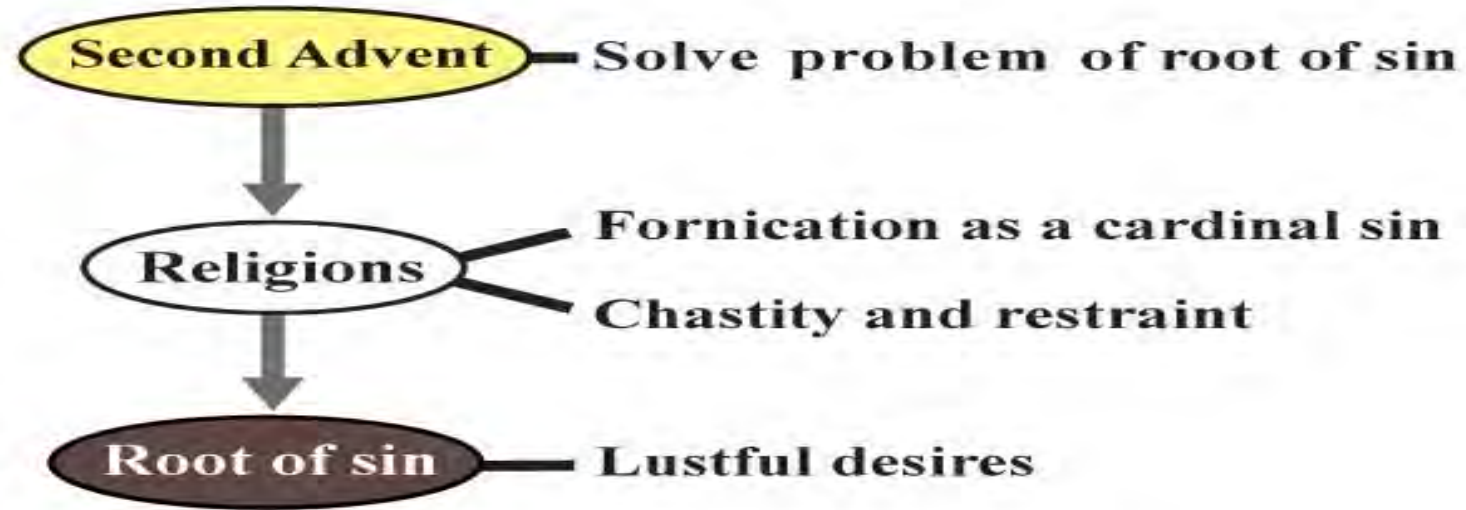 Second Advent
Solve problem of root of sin
Religions
Fornication as a cardinal sin
Chastity and restraint
Root of sin
Lustful desires